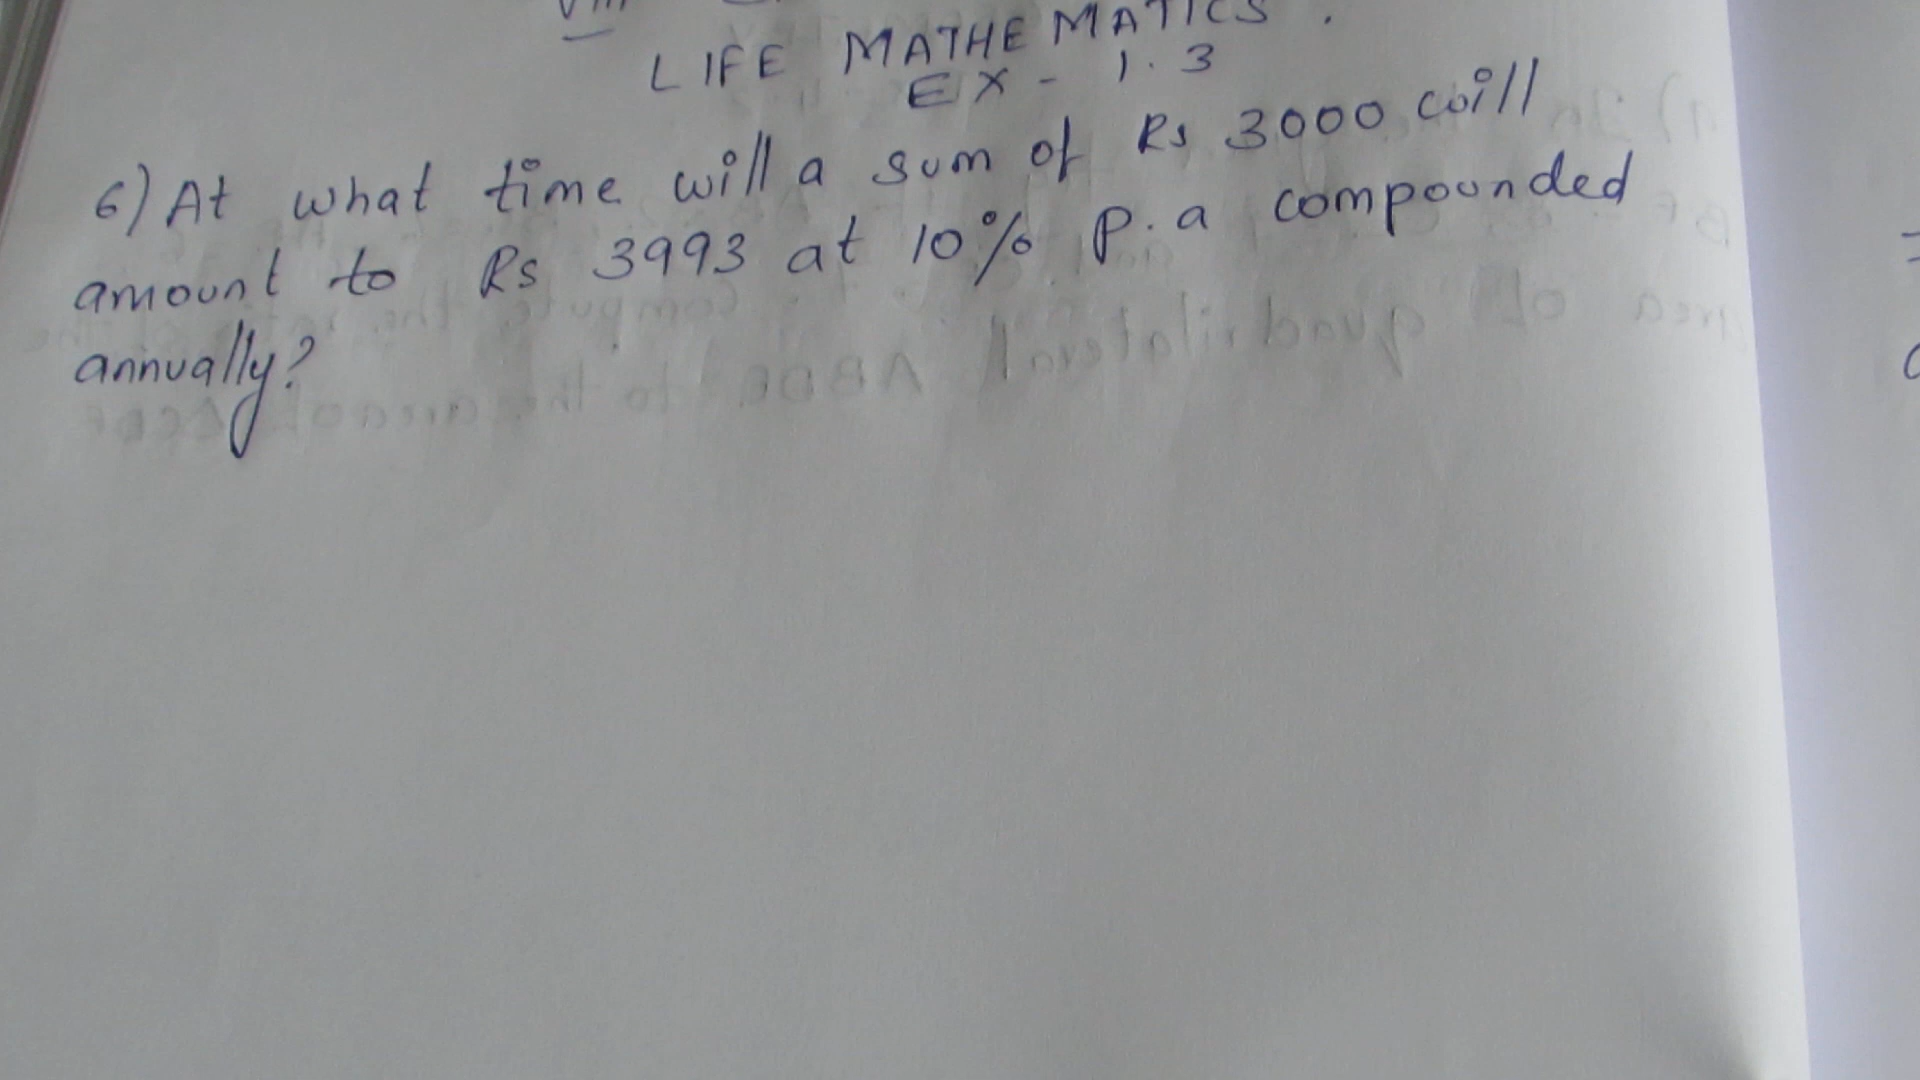 VIII
LIFE MATHEMATICS.
EX - 1.3
6) At what time will a sum of Rs 3000 will
amount to Rs 3993 at 10% p.a compounded
annually?